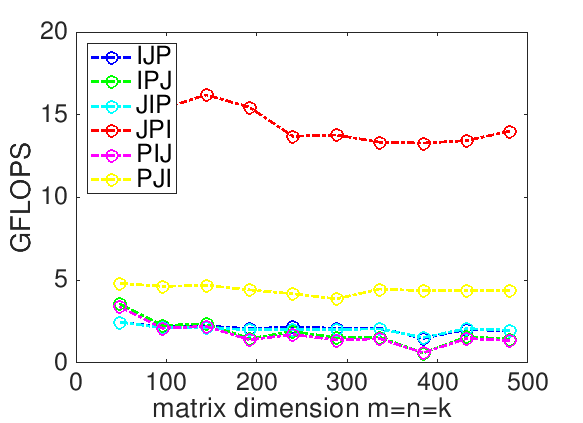 20
15
10
5
0
GFLOPS
IJP
IPJ
JIP
JPI
PIJ
PJI
0 100 200 300 400 500
matrix dimension m=n=k